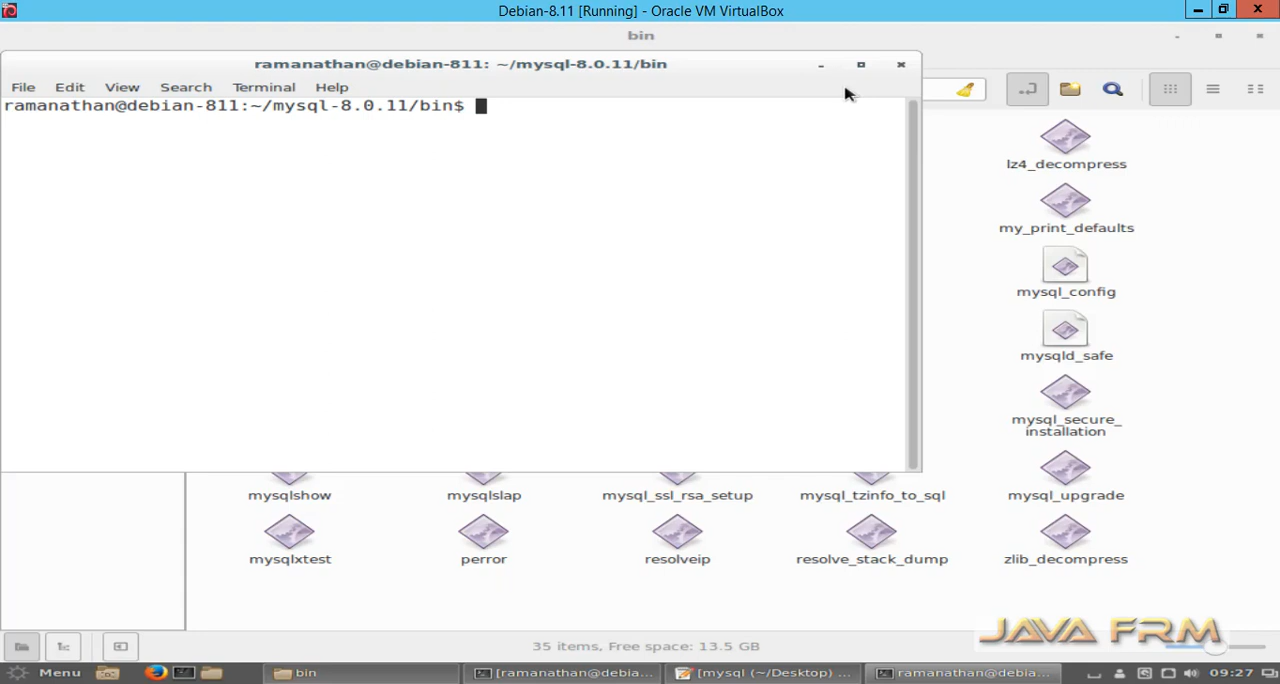 Debian-8.11 [Running] - Oracle VM VirtualBox
bin
ramanathan@debian-811: ~/mysql-8.0.11/bin
File Edit View Search Terminal Help
ramanathan@debian-811:~/mysql-8.0.11/bin$
lz4_decompress
my_print_defaults
mysql_config
mysqld_safe
mysql_secure_
installation
mysqlshow mysqlslap mysql_ssl_rsa_setup mysql_tzinfo_to_sql mysql_upgrade
mysqlxtest perror resolveip resolve_stack_dump zlib_decompress
JAVA FRM
35 items, Free space: 13.5 GB
Menu bin [ramanathan@debia... [mysql (~/Desktop) ... ramanathan@debia... 09:27